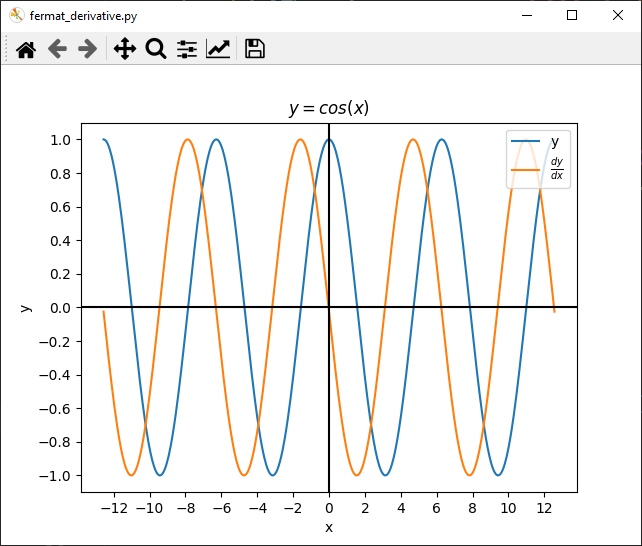 fermat_derivative.py
y = cos(x)
1.0
0.8
0.6
0.4
0.2
0.0
−0.2
−0.4
−0.6
−0.8
−1.0
y
y
dy
dx
−12 −10 −8 −6 −4 −2 0 2 4 6 8 10 12
x